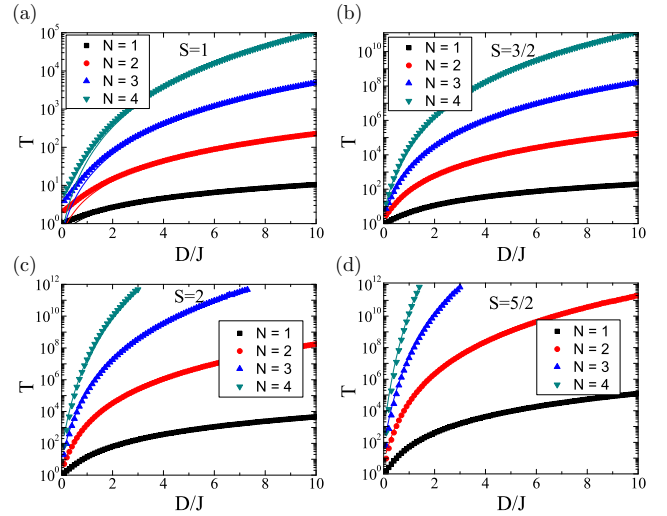 (a)
S=1
N = 1
N = 2
N = 3
N = 4
T
10^5
10^4
10^3
10^2
10^1
10^0
0 2 4 6 8 10
D/J
(b)
S=3/2
N = 1
N = 2
N = 3
N = 4
T
10^10
10^8
10^6
10^4
10^2
10^0
0 2 4 6 8 10
D/J
(c)
S=2
N = 1
N = 2
N = 3
N = 4
T
10^12
10^10
10^8
10^6
10^4
10^2
10^0
0 2 4 6 8 10
D/J
(d)
S=5/2
N = 1
N = 2
N = 3
N = 4
T
10^12
10^10
10^8
10^6
10^4
10^2
10^0
0 2 4 6 8 10
D/J